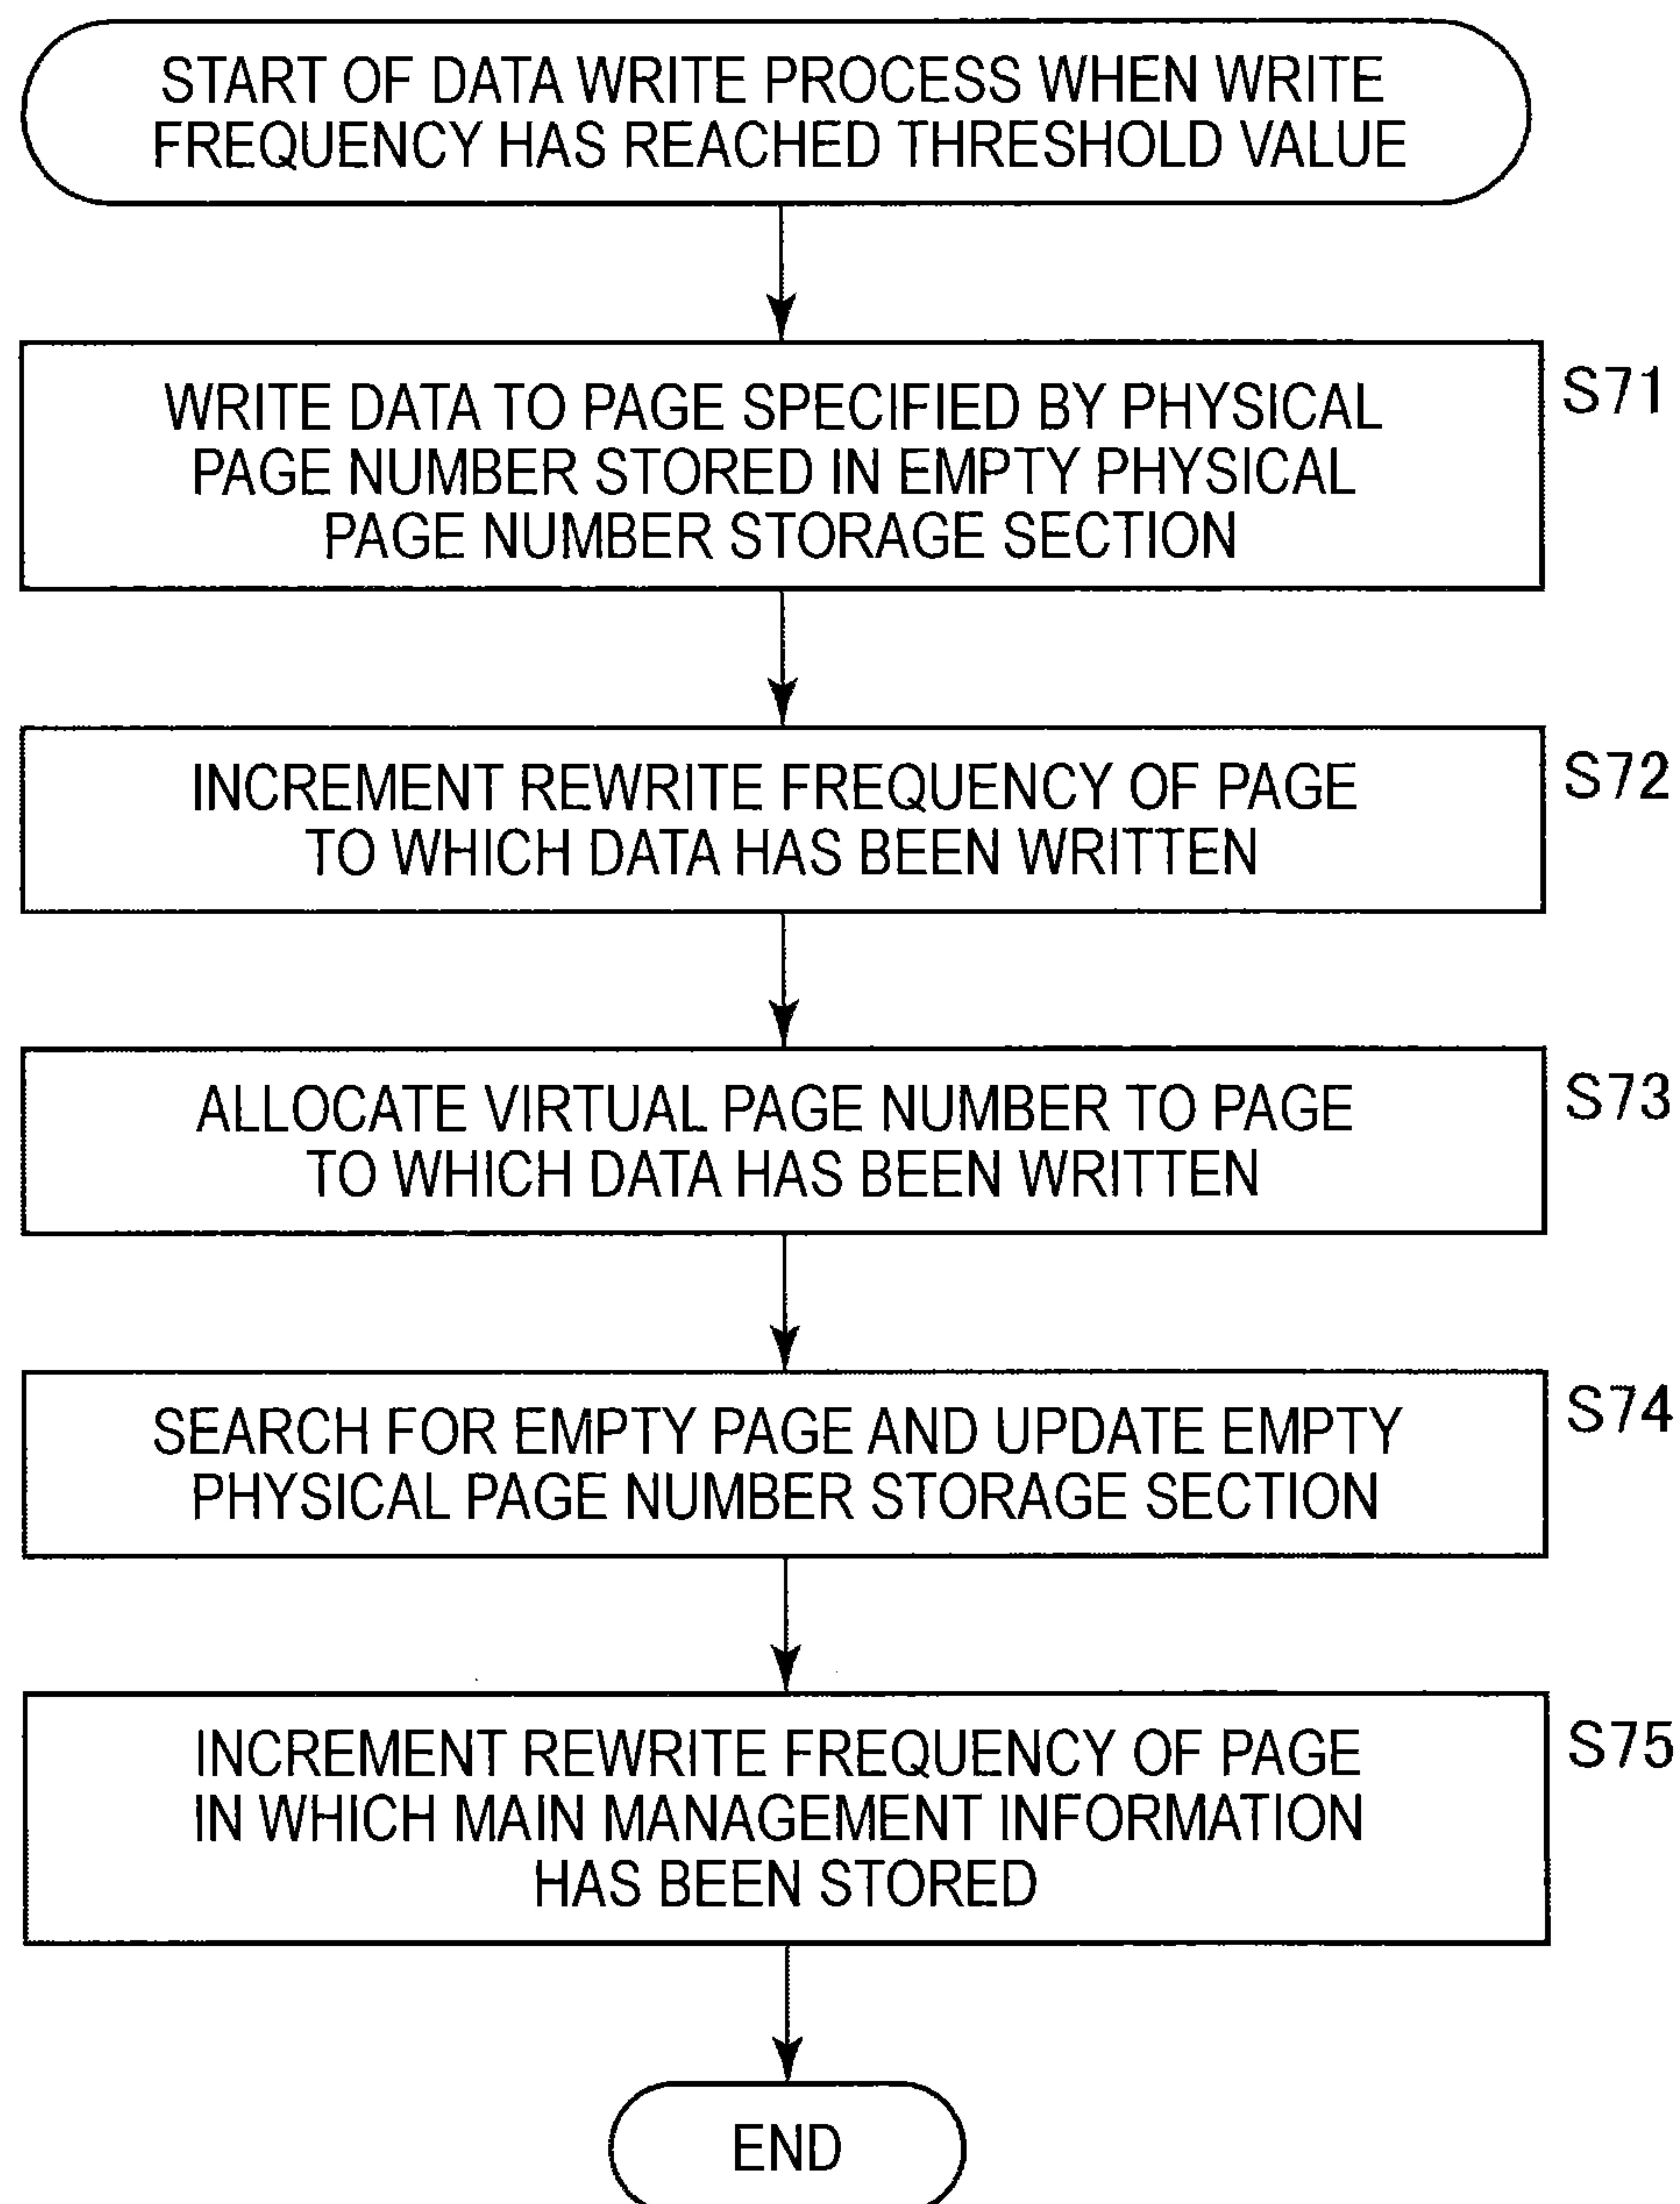 START OF DATA WRITE PROCESS WHEN WRITE
FREQUENCY HAS REACHED THRESHOLD VALUE
WRITE DATA TO PAGE SPECIFIED BY PHYSICAL
PAGE NUMBER STORED IN EMPTY PHYSICAL
PAGE NUMBER STORAGE SECTION
S71
INCREMENT REWRITE FREQUENCY OF PAGE
TO WHICH DATA HAS BEEN WRITTEN
S72
ALLOCATE VIRTUAL PAGE NUMBER TO PAGE
TO WHICH DATA HAS BEEN WRITTEN
S73
SEARCH FOR EMPTY PAGE AND UPDATE EMPTY
PHYSICAL PAGE NUMBER STORAGE SECTION
S74
INCREMENT REWRITE FREQUENCY OF PAGE
IN WHICH MAIN MANAGEMENT INFORMATION
HAS BEEN STORED
S75
END